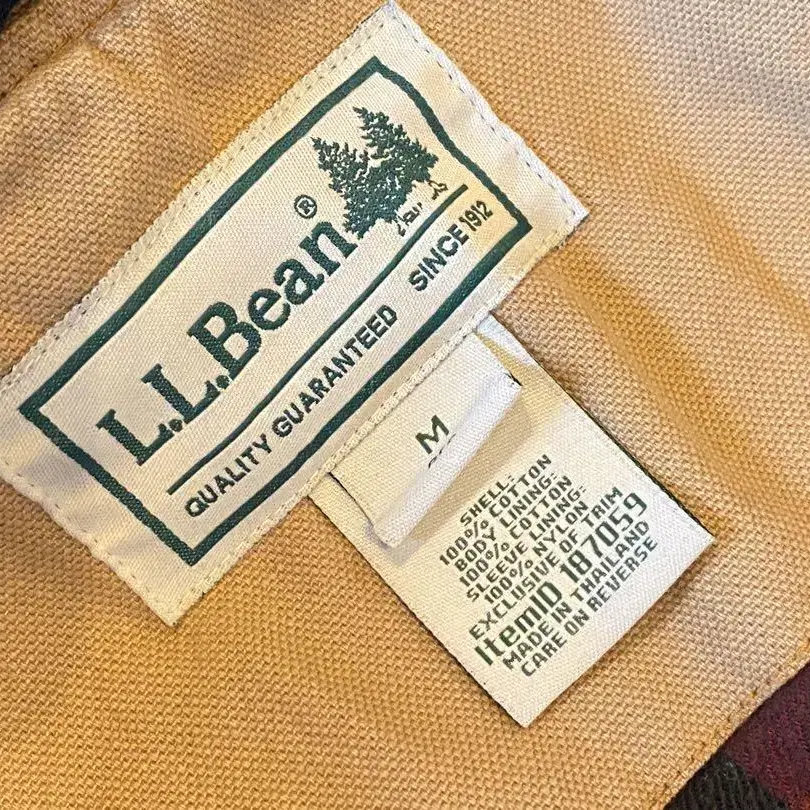 L.L.Bean®
QUALITY GUARANTEED SINCE 1912
M
SHELL:
100% COTTON
BODY LINING:
100% COTTON
SLEEVE LINING:
100% NYLON
EXCLUSIVE OF TRIM
ItemID 187059
MADE IN THAILAND
CARE ON REVERSE